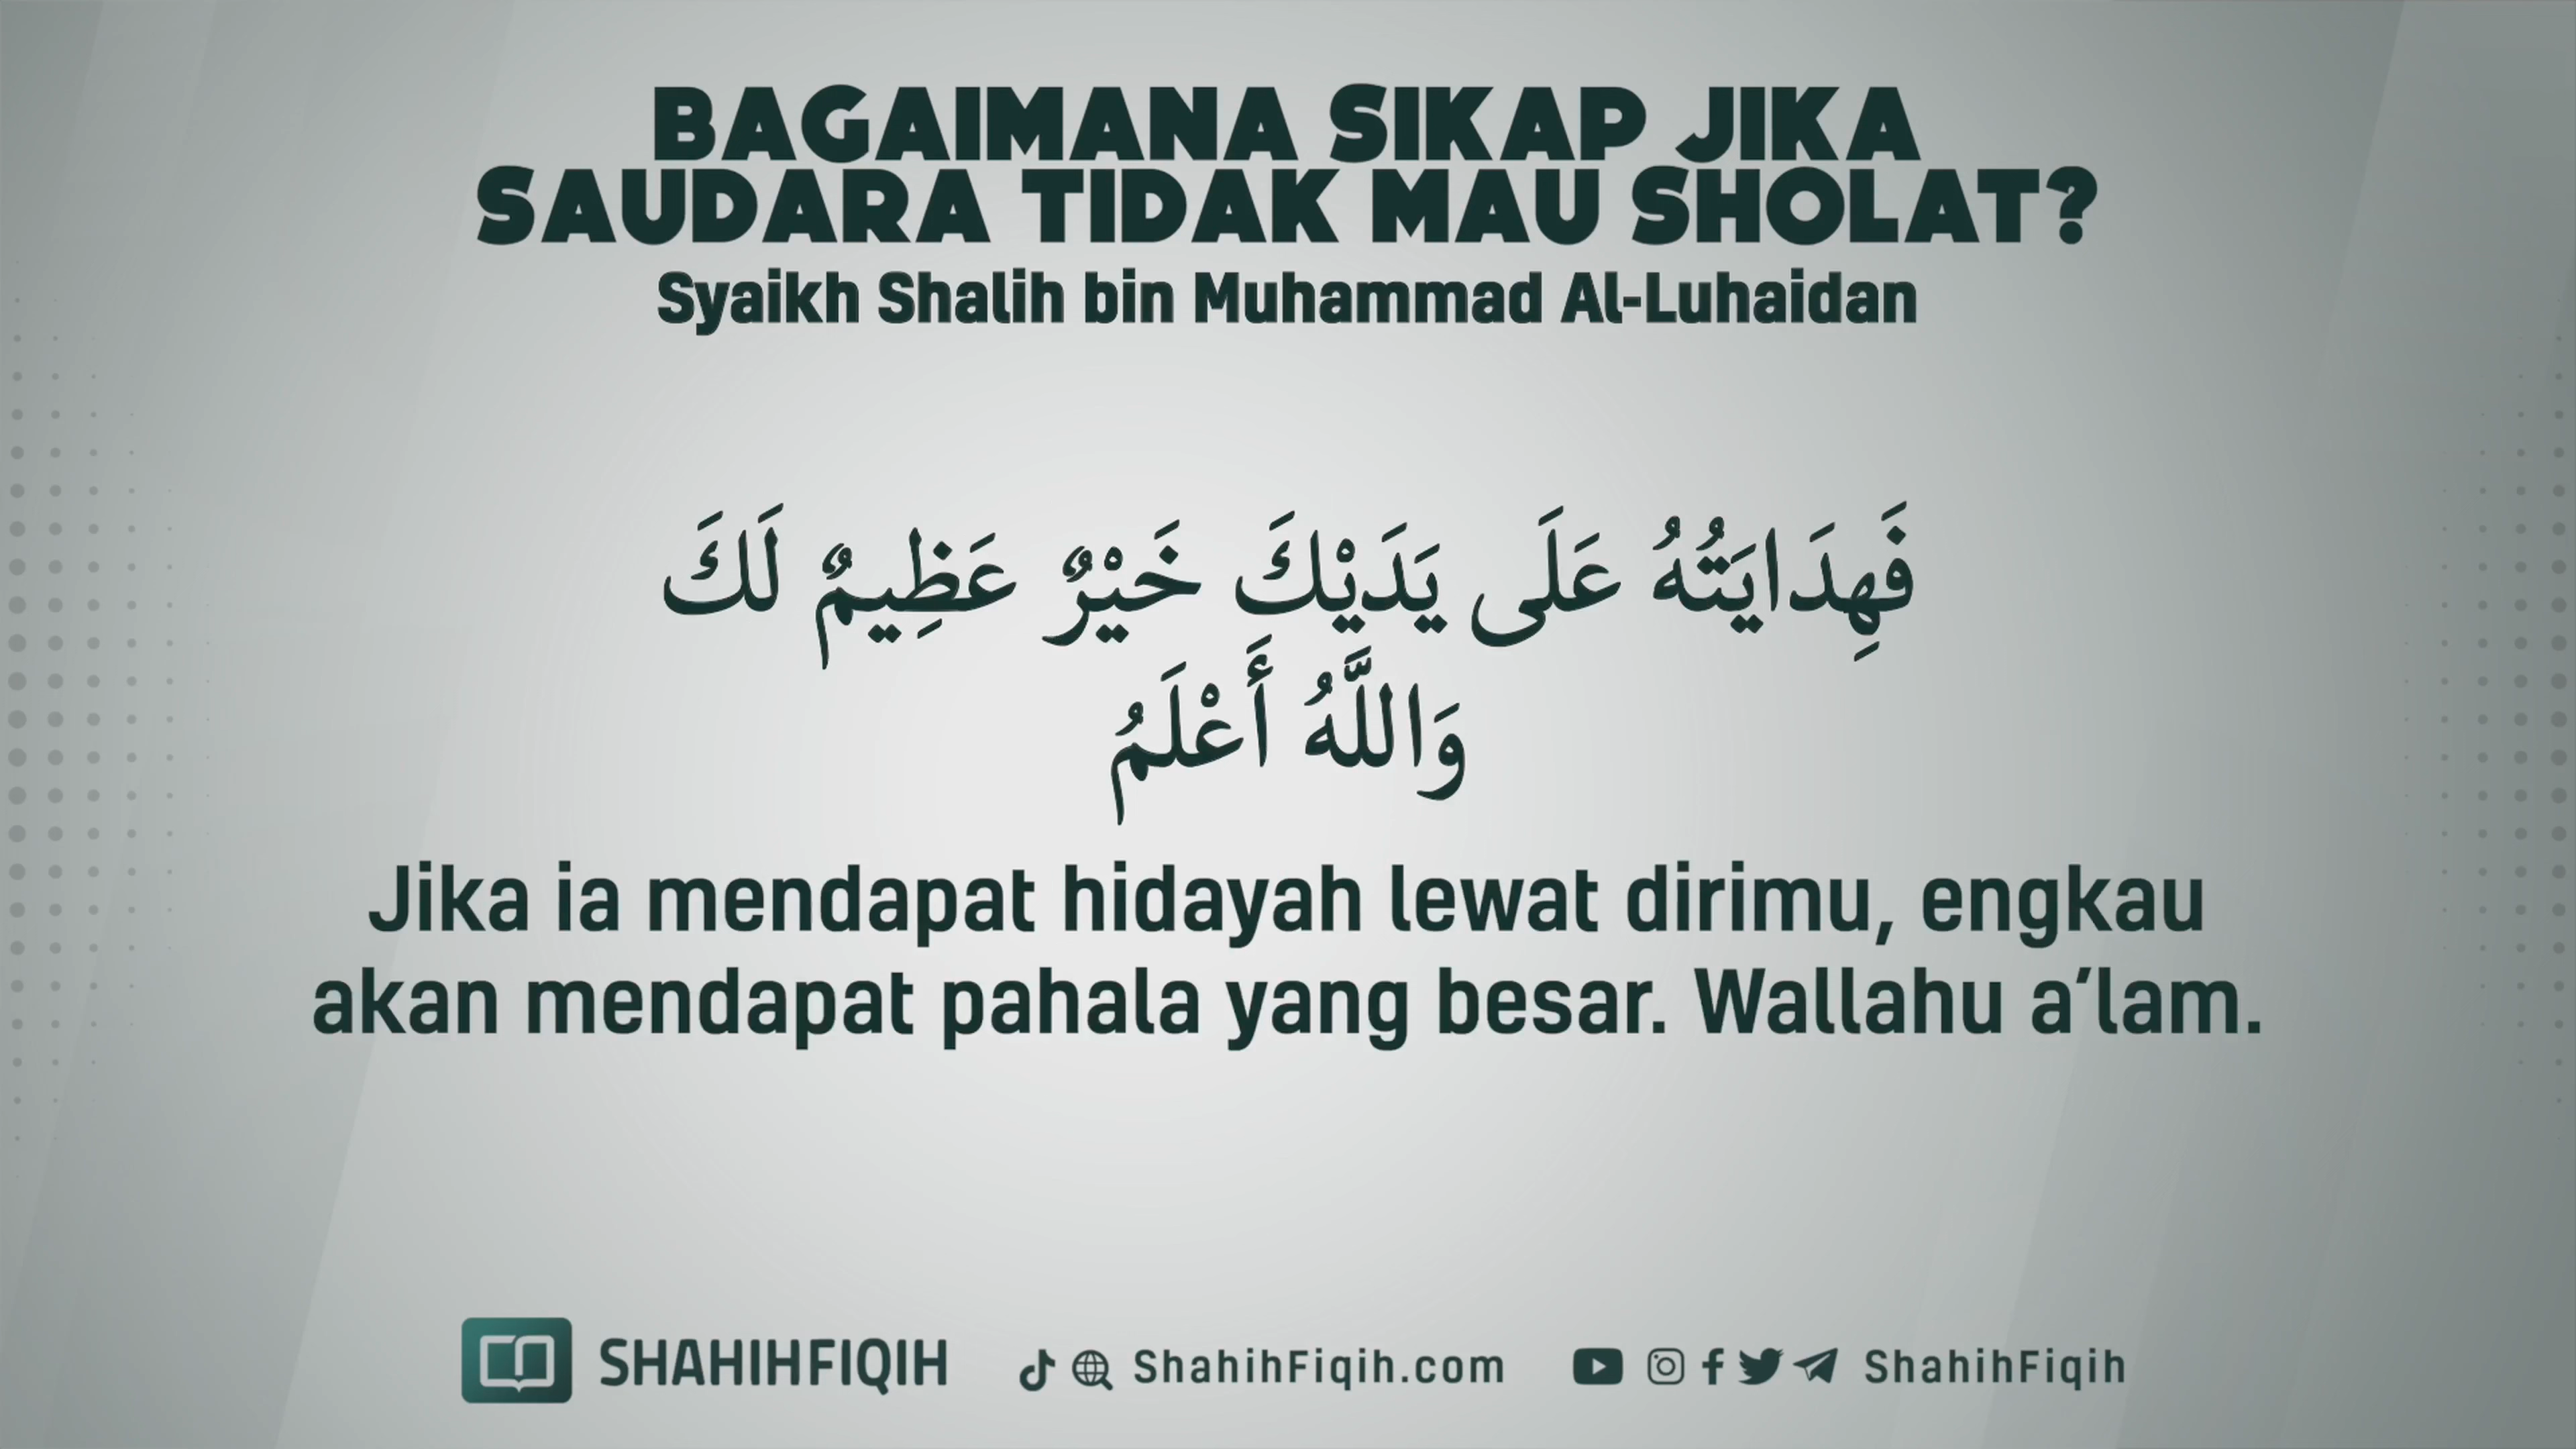 BAGAIMANA SIKAP JIKA
SAUDARA TIDAK MAU SHOLAT?
Syaikh Shalih bin Muhammad Al-Luhaidan
فَهِدَايَتُهُ عَلَى يَدَيْكَ خَيْرٌ عَظِيمٌ لَكَ
وَاللَّهُ أَعْلَمُ
Jika ia mendapat hidayah lewat dirimu, engkau
akan mendapat pahala yang besar. Wallahu a’lam.
SHAHIHFIQIH ShahihFiqih.com ShahihFiqih